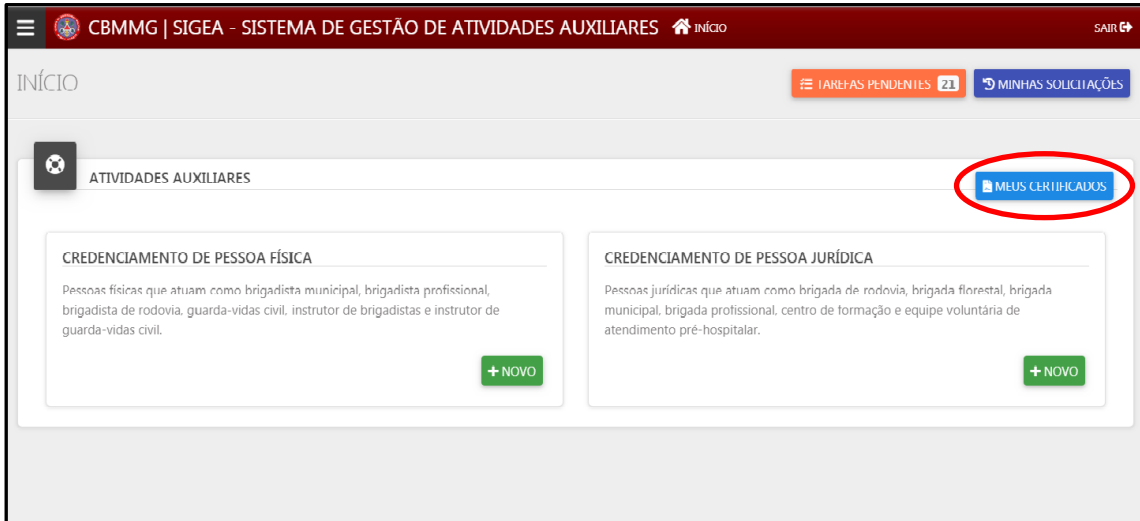 CBMMG | SIGEA - SISTEMA DE GESTÃO DE ATIVIDADES AUXILIARES INÍCIO SAIR
INÍCIO
TAREFAS PENDENTES 21 MINHAS SOLICITAÇÕES
ATIVIDADES AUXILIARES
MEUS CERTIFICADOS
CREDENCIAMENTO DE PESSOA FÍSICA
Pessoas físicas que atuam como brigadista municipal, brigadista profissional,
brigadista de rodovia, guarda-vidas civil, instrutor de brigadistas e instrutor de
guarda-vidas civil.
+ NOVO
CREDENCIAMENTO DE PESSOA JURÍDICA
Pessoas jurídicas que atuam como brigada de rodovia, brigada florestal, brigada
municipal, brigada profissional, centro de formação e equipe voluntária de
atendimento pré-hospitalar.
+ NOVO